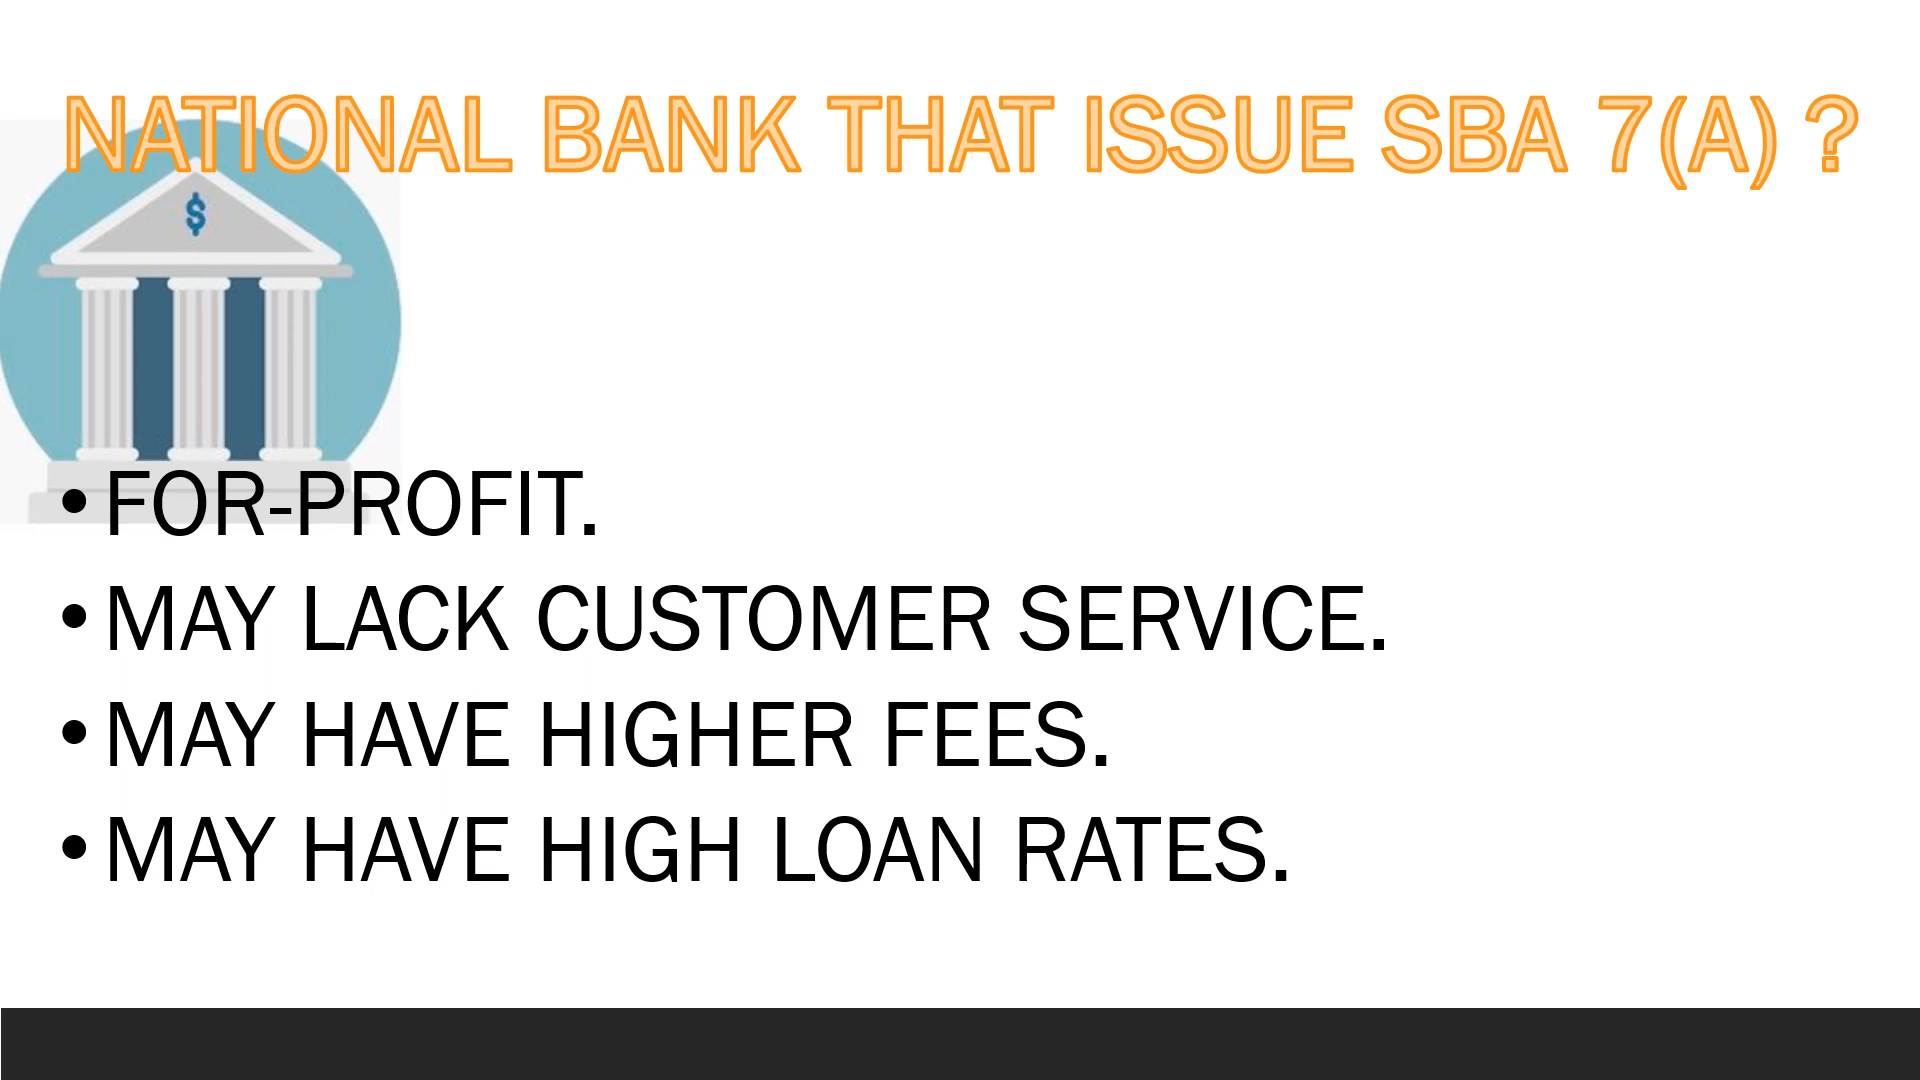 NATIONAL BANK THAT ISSUE SBA 7(A) ?
$
• FOR-PROFIT.
• MAY LACK CUSTOMER SERVICE.
• MAY HAVE HIGHER FEES.
• MAY HAVE HIGH LOAN RATES.